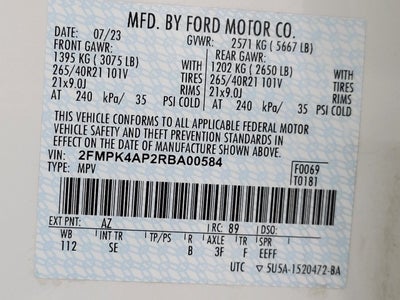 MFD. BY FORD MOTOR CO.
DATE: 07/23 GVWR: 2571 KG (5667 LB)
FRONT GAWR: REAR GAWR:
1395 KG (3075 LB) WITH 1202 KG (2650 LB) WITH
265/40R21 101V TIRES 265/40R21 101V TIRES
21x9.0J RIMS 21x9.0J RIMS
AT 240 kPa/ 35 PSI COLD AT 240 kPa/ 35 PSI COLD
THIS VEHICLE CONFORMS TO ALL APPLICABLE FEDERAL MOTOR
VEHICLE SAFETY AND THEFT PREVENTION STANDARDS IN
EFFECT ON THE DATE OF MANUFACTURE SHOWN ABOVE.
VIN: 2FMPK4AP2RBA00584 F0069
TYPE: MPV T0181
EXT PNT: AZ RC: 89 DSO:
WB INT TR TP/PS R AXLE TR SPR
112 SE B 3F F EEFF
UTC 5U5A-1520472-BA